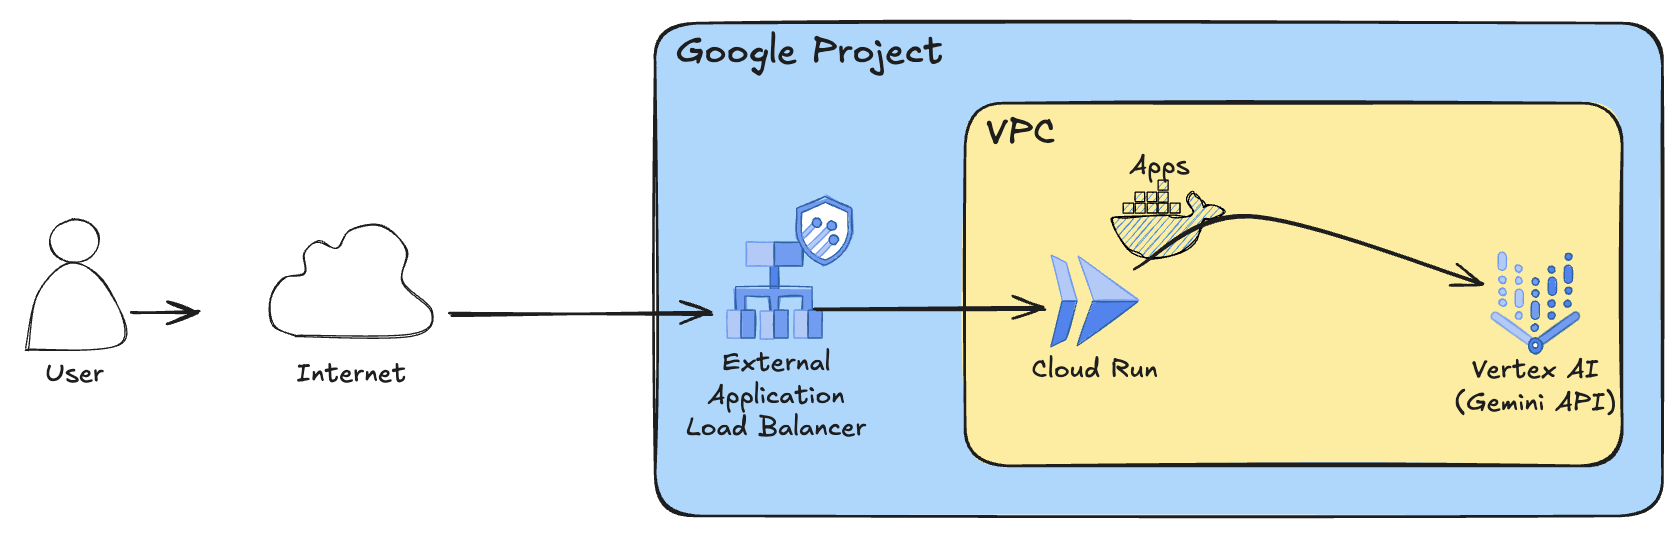 Google Project
VPC
Apps
User
Internet
External
Application
Load Balancer
Cloud Run
Vertex AI
(Gemini API)